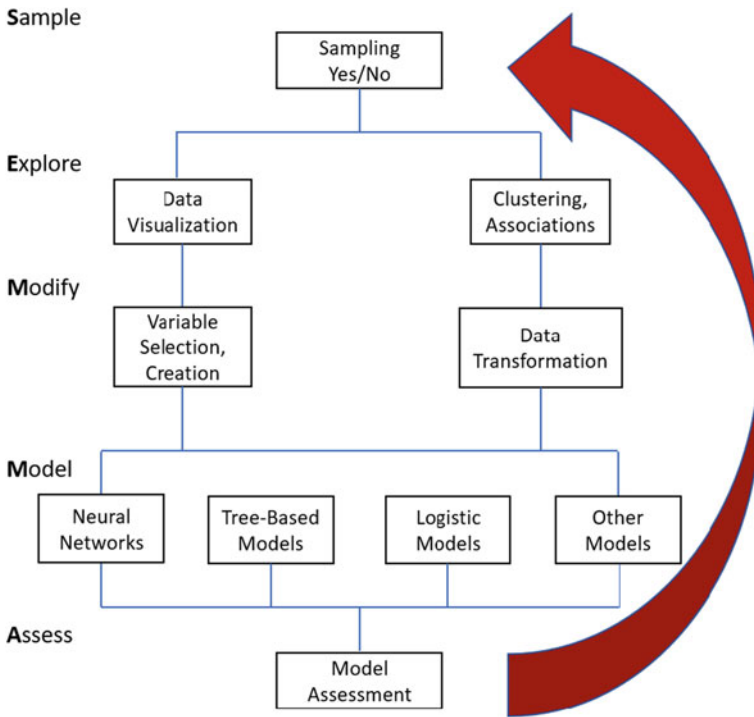 Sample
Sampling
Yes/No
Explore
Data
Visualization
Clustering,
Associations
Modify
Variable
Selection,
Creation
Data
Transformation
Model
Neural
Networks
Tree-Based
Models
Logistic
Models
Other
Models
Assess
Model
Assessment